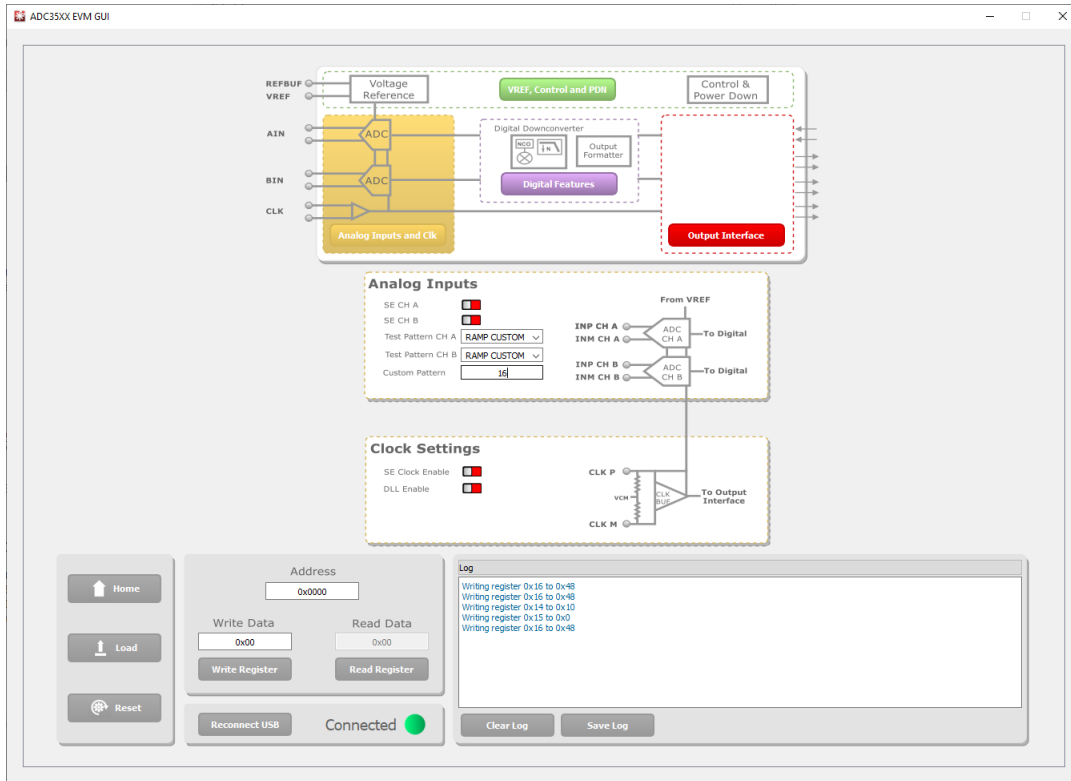 ADC35XX EVM GUI
REFBUF
VREF
Voltage
Reference
VREF, Control and PDN
Control &
Power Down
AIN
ADC
Digital Downconverter
NCO
↓N
Output
Formatter
BIN
ADC
Digital Features
CLK
Analog Inputs and Clk
Output Interface
Analog Inputs
SE CH A
SE CH B
Test Pattern CH A RAMP CUSTOM
Test Pattern CH B RAMP CUSTOM
Custom Pattern 16
From VREF
INP CH A
INM CH A
ADC
CH A
To Digital
INP CH B
INM CH B
ADC
CH B
To Digital
Clock Settings
SE Clock Enable
DLL Enable
CLK P
VCM
CLK
BUF
To Output
Interface
CLK M
Home
Load
Reset
Address
0x0000
Write Data
Read Data
0x00
0x00
Write Register
Read Register
Reconnect USB
Connected
Log
Writing register 0x16 to 0x48
Writing register 0x16 to 0x48
Writing register 0x14 to 0x10
Writing register 0x15 to 0x0
Writing register 0x16 to 0x48
Clear Log
Save Log